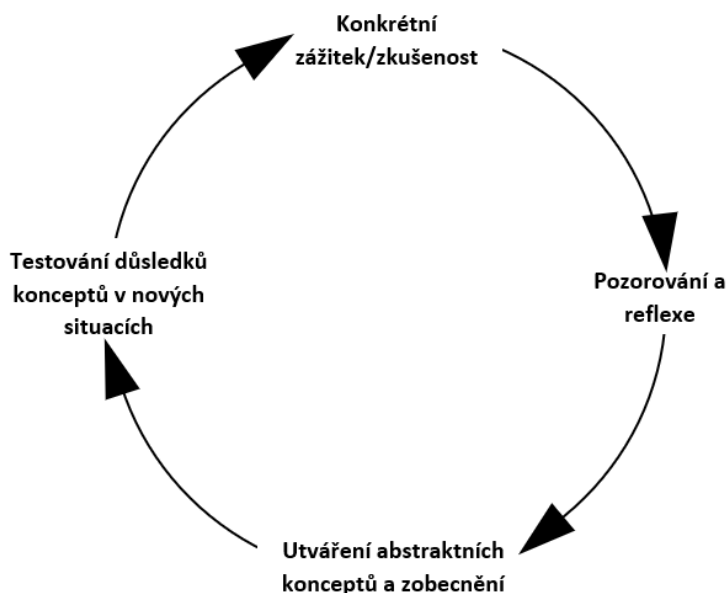 Konkrétní
zážitek/zkušenost
Pozorování a
reflexe
Utváření abstraktních
konceptů a zobecnění
Testování důsledků
konceptů v nových
situacích